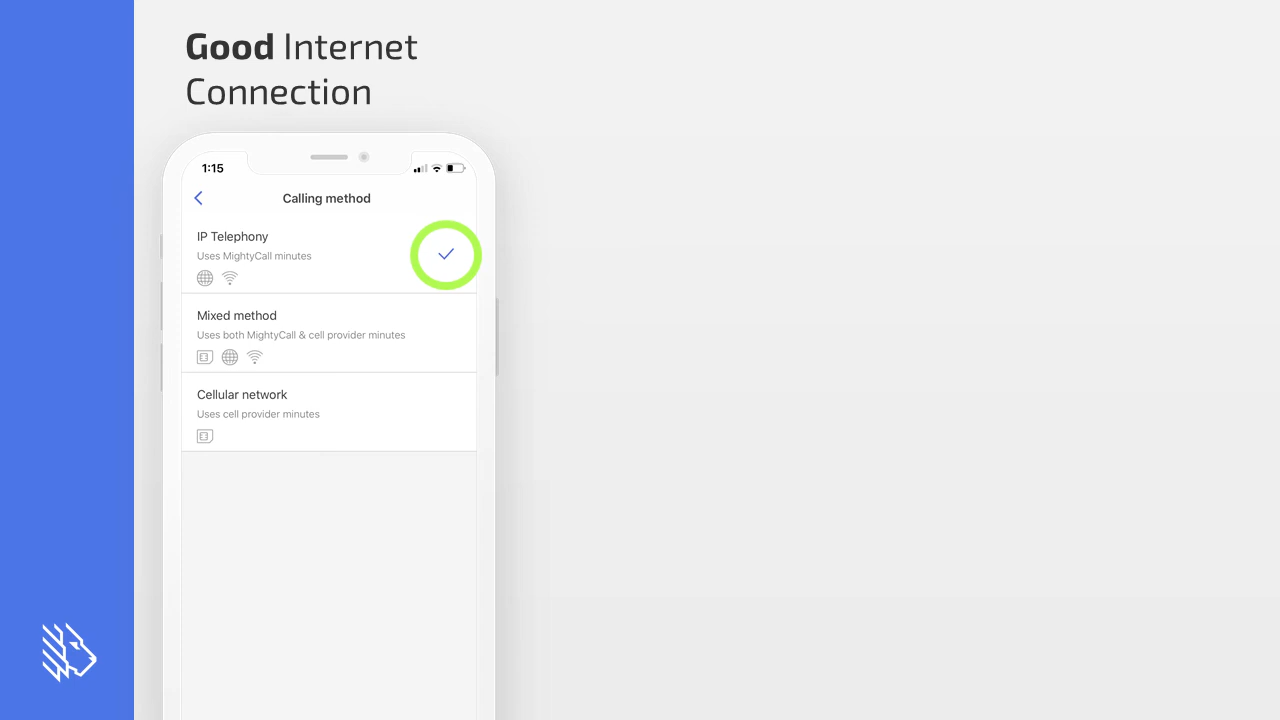 Good Internet
Connection
1:15
Calling method
IP Telephony
Uses MightyCall minutes
Mixed method
Uses both MightyCall & cell provider minutes
Cellular network
Uses cell provider minutes